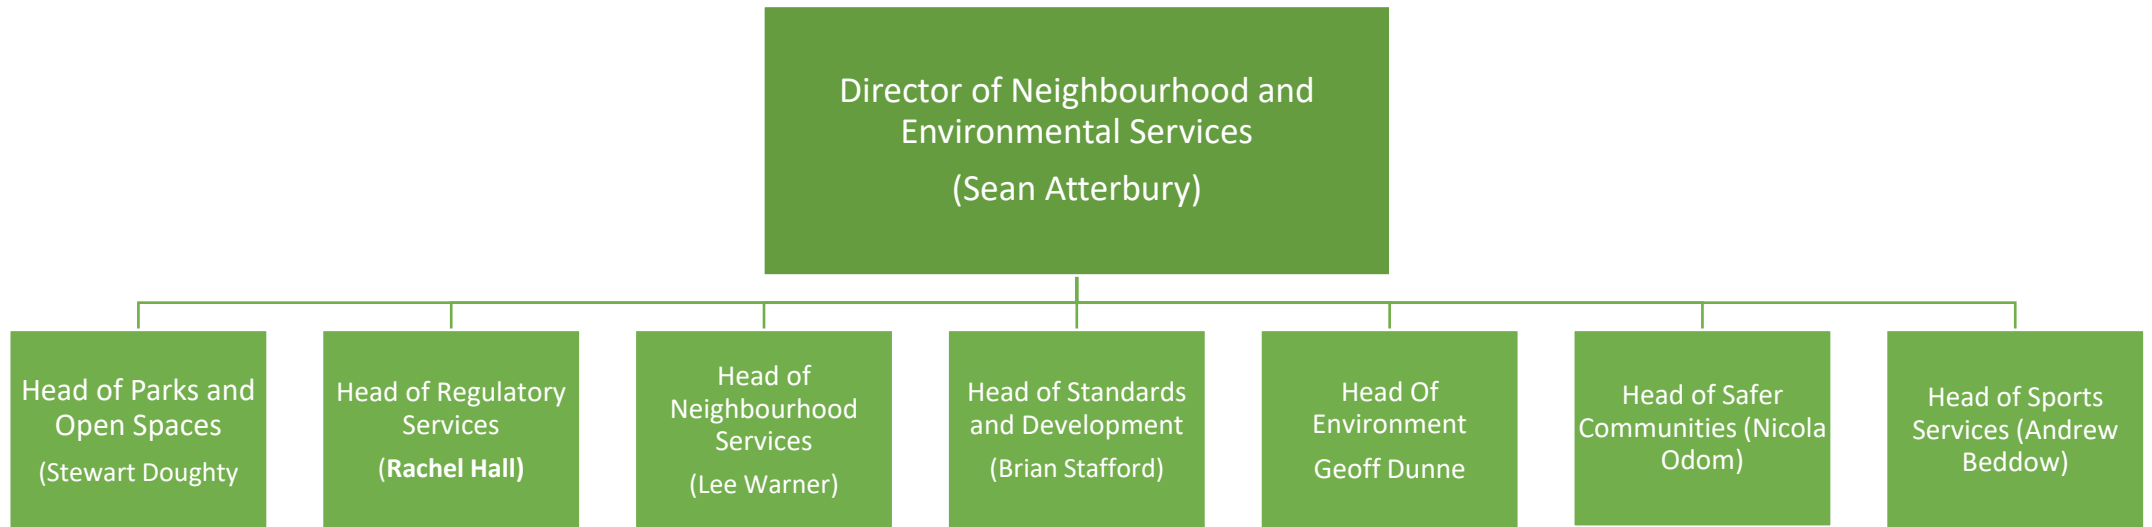 Director of Neighbourhood and
Environmental Services
(Sean Atterbury)
Head of Parks and
Open Spaces
(Stewart Doughty
Head of Regulatory
Services
(Rachel Hall)
Head of
Neighbourhood
Services
(Lee Warner)
Head of Standards
and Development
(Brian Stafford)
Head Of
Environment
Geoff Dunne
Head of Safer
Communities (Nicola
Odom)
Head of Sports
Services (Andrew
Beddow)